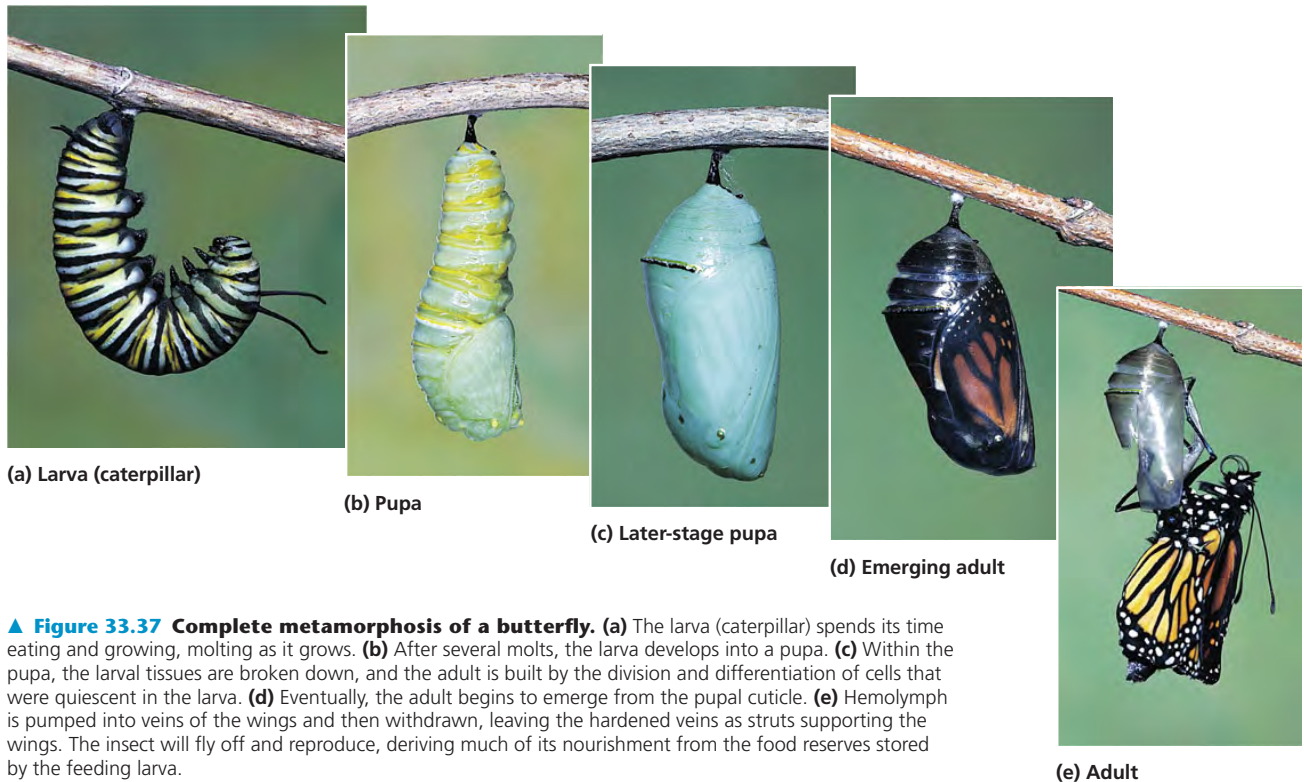 (a) Larva (caterpillar)
(b) Pupa
(c) Later-stage pupa
(d) Emerging adult
(e) Adult
▲ Figure 33.37 Complete metamorphosis of a butterfly. (a) The larva (caterpillar) spends its time
eating and growing, molting as it grows. (b) After several molts, the larva develops into a pupa. (c) Within the
pupa, the larval tissues are broken down, and the adult is built by the division and differentiation of cells that
were quiescent in the larva. (d) Eventually, the adult begins to emerge from the pupal cuticle. (e) Hemolymph
is pumped into veins of the wings and then withdrawn, leaving the hardened veins as struts supporting the
wings. The insect will fly off and reproduce, deriving much of its nourishment from the food reserves stored
by the feeding larva.